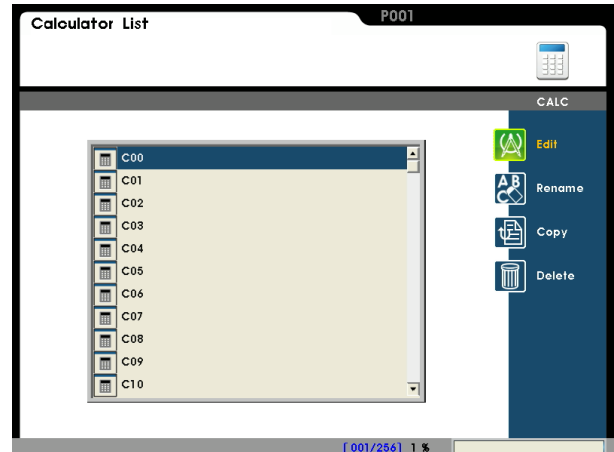 Calculator List
P001
CALC
Edit
Rename
Copy
Delete
C00
C01
C02
C03
C04
C05
C06
C07
C08
C09
C10
[001/256] 1 %